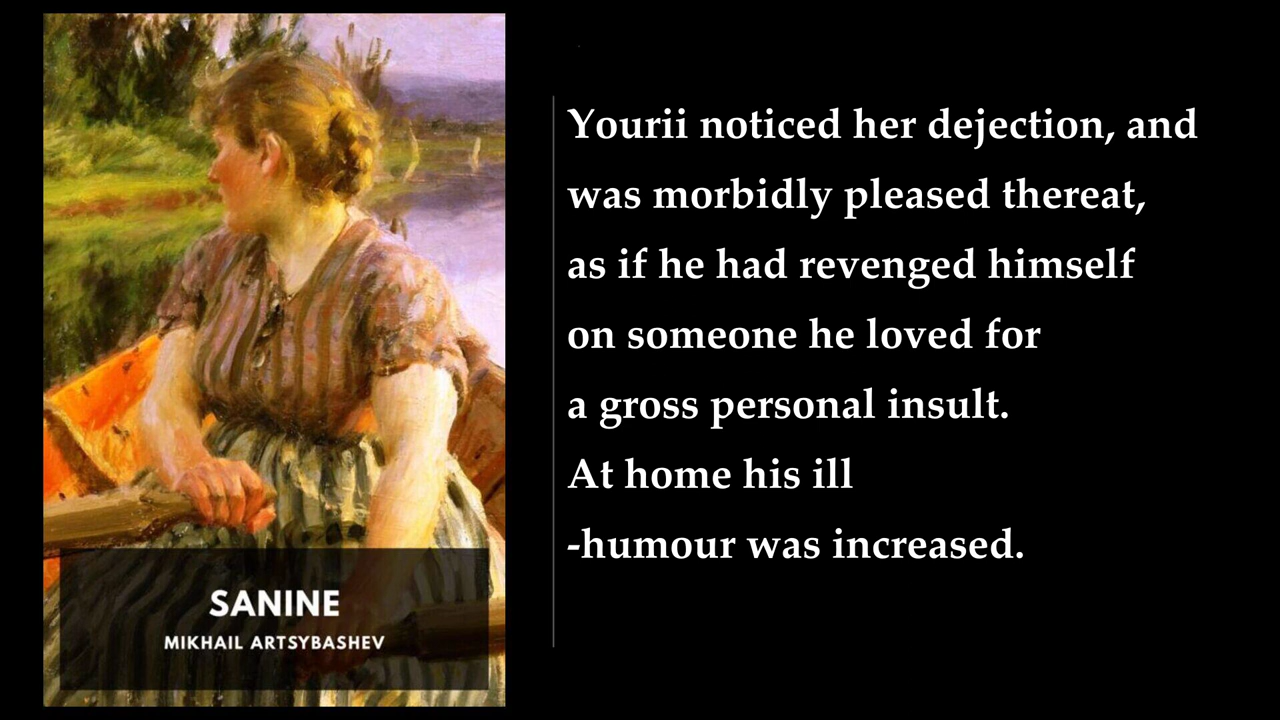 SANINE
MIKHAIL ARTSYBASHEV
Yourii noticed her dejection, and
was morbidly pleased thereat,
as if he had revenged himself
on someone he loved for
a gross personal insult.
At home his ill
-humour was increased.